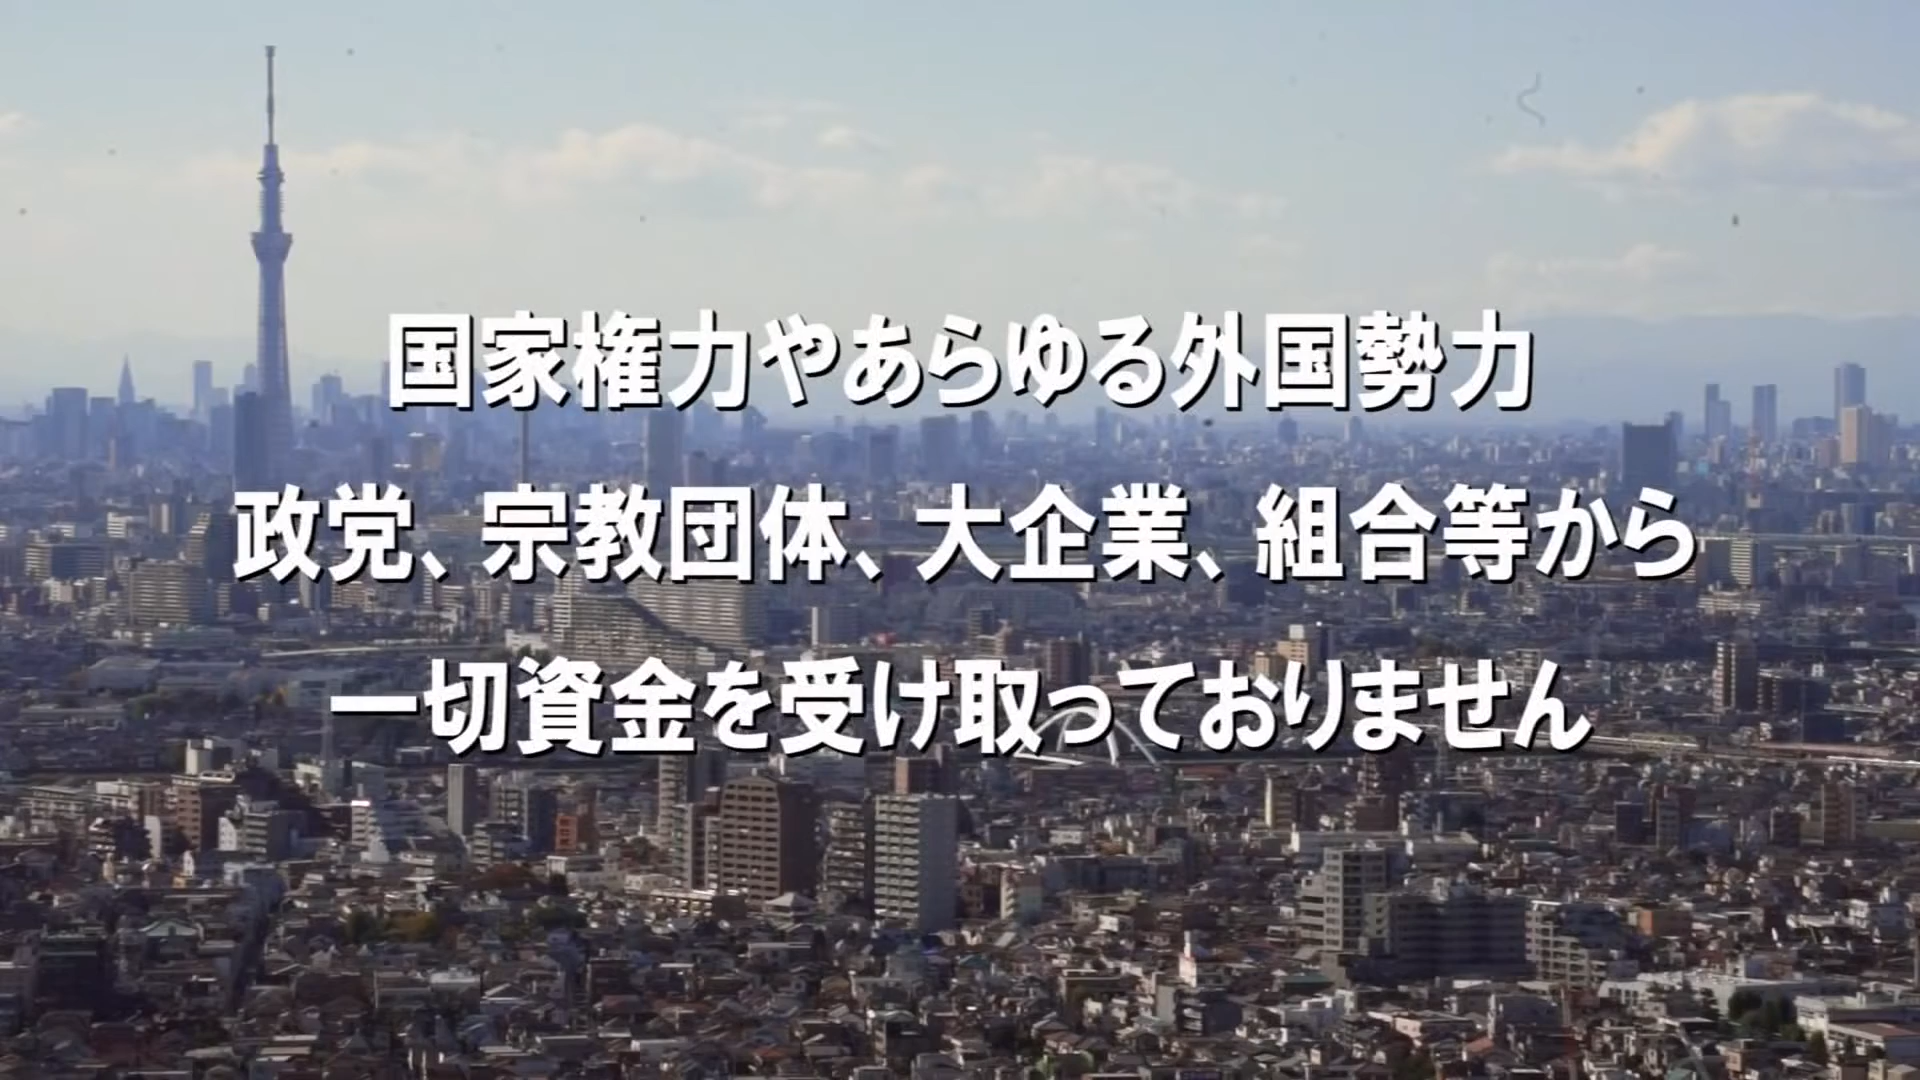 国家権力やあらゆる外国勢力
政党、宗教団体、大企業、組合等から
一切資金を受け取っておりません